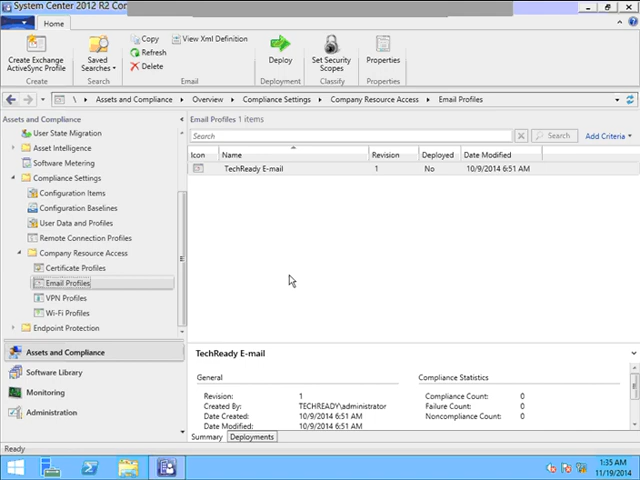 System Center 2012 R2 Con
Home
Create Exchange
ActiveSync Profile
Create
Saved
Searches
Search
Copy
Refresh
Delete
View Xml Definition
Email
Deploy
Deployment
Set Security
Scopes
Classify
Properties
Properties
\ Assets and Compliance Overview Compliance Settings Company Resource Access Email Profiles
Assets and Compliance
User State Migration
Asset Intelligence
Software Metering
Compliance Settings
Configuration Items
Configuration Baselines
User Data and Profiles
Remote Connection Profiles
Company Resource Access
Certificate Profiles
Email Profiles
VPN Profiles
Wi-Fi Profiles
Endpoint Protection
Assets and Compliance
Software Library
Monitoring
Administration
Email Profiles 1 items
Search Search Add Criteria
Icon Name Revision Deployed Date Modified
TechReady E-mail 1 No 10/9/2014 6:51 AM
TechReady E-mail
General
Revision: 1
Created By: TECHREADY\administrator
Date Created: 10/9/2014 6:51 AM
Date Modified: 10/9/2014 6:51 AM
Compliance Statistics
Compliance Count: 0
Failure Count: 0
Noncompliance Count: 0
Summary Deployments
Ready
1:35 AM
11/19/2014